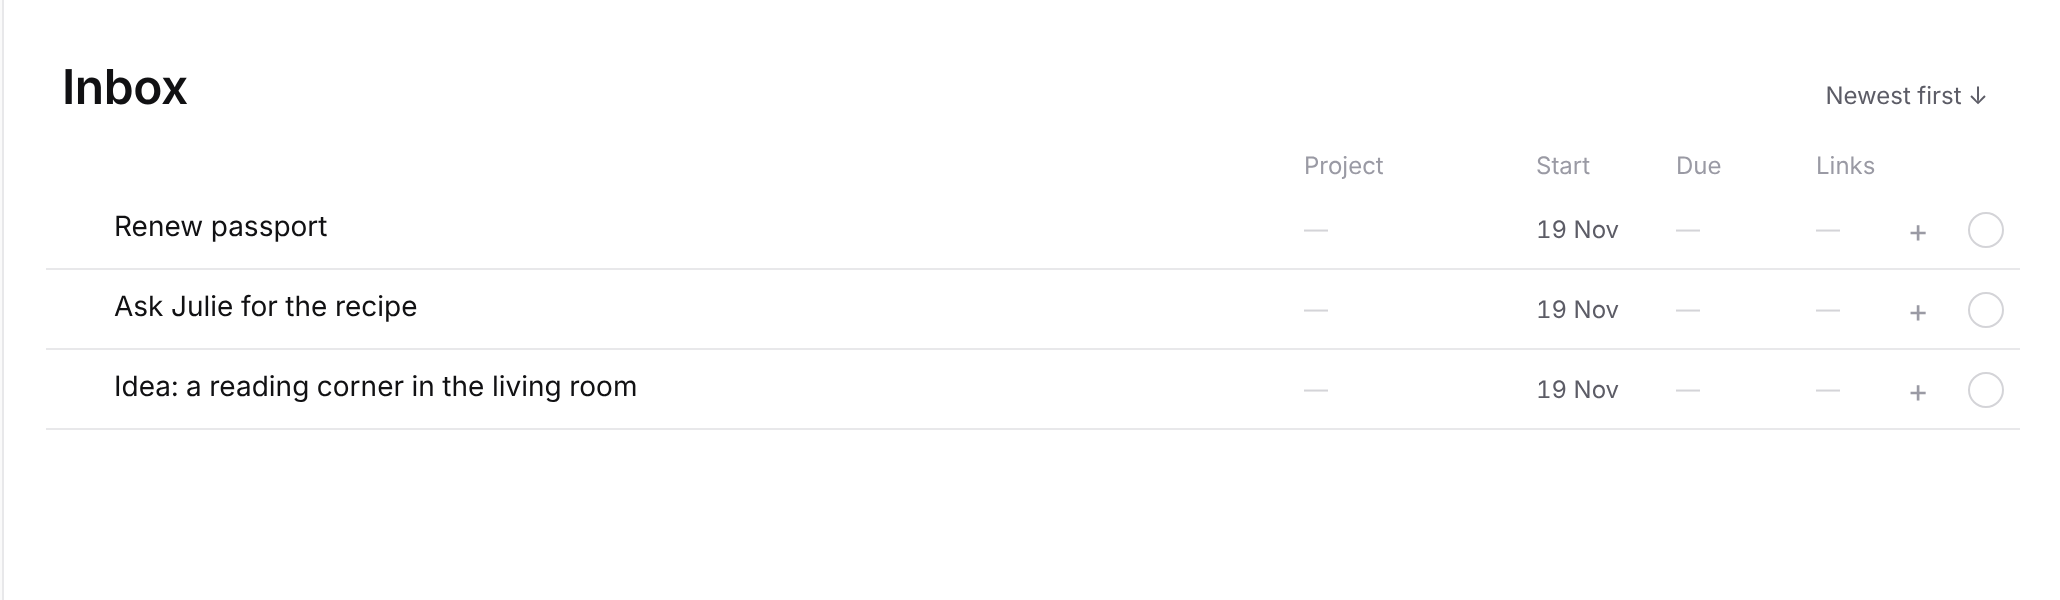 Inbox
Newest first ↓
Project Start Due Links
Renew passport — 19 Nov — — +
Ask Julie for the recipe — 19 Nov — — +
Idea: a reading corner in the living room — 19 Nov — — +